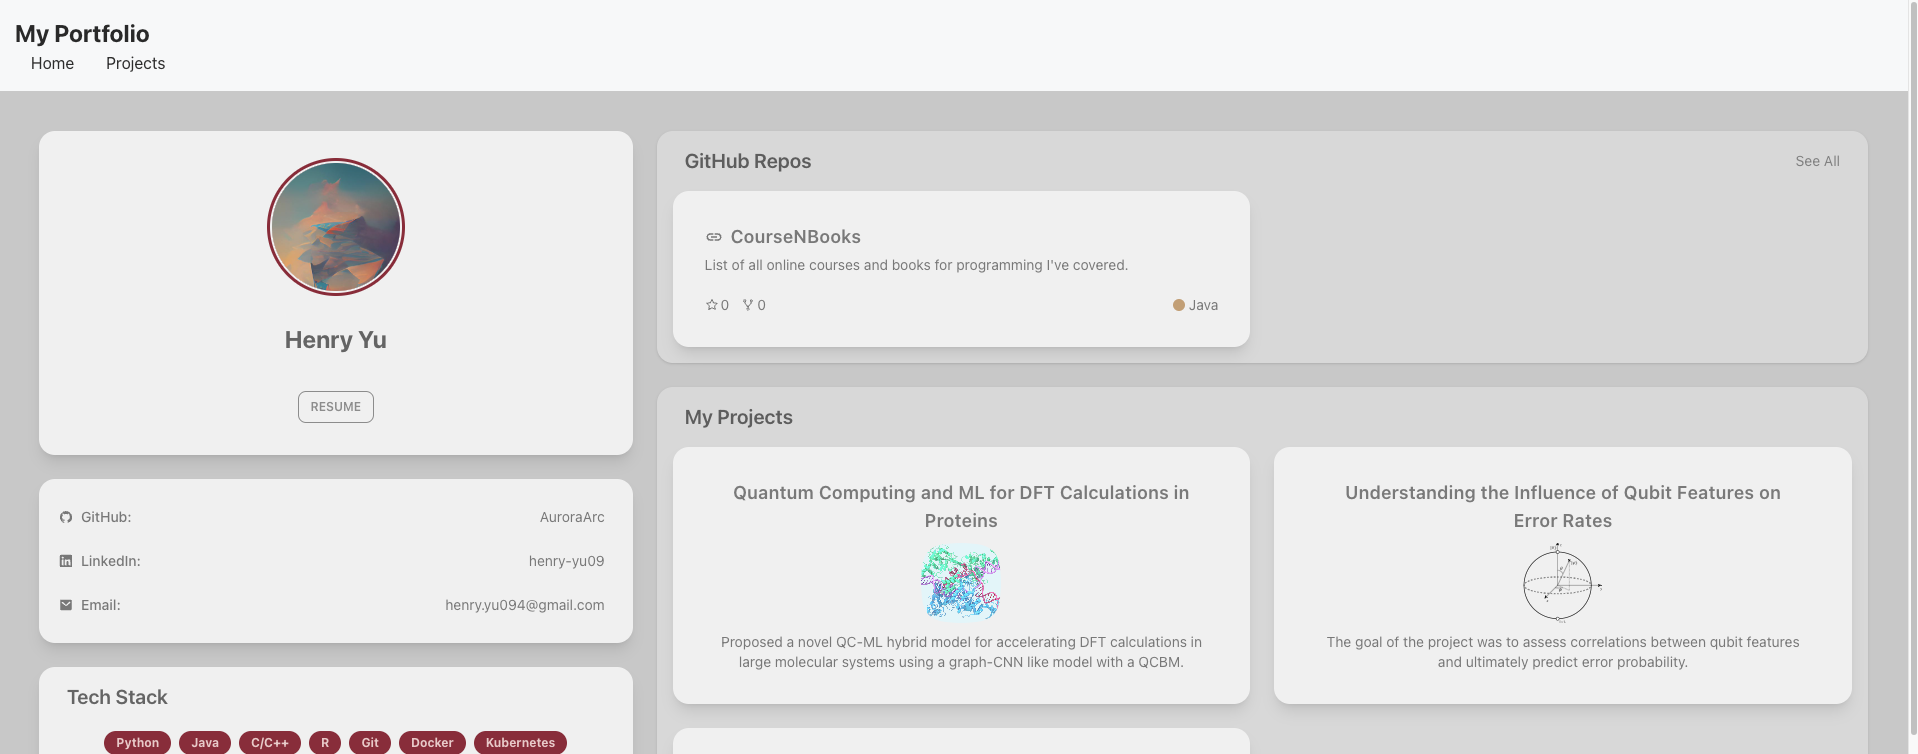 My Portfolio
Home Projects
Henry Yu
RESUME
GitHub: AuroraArc
LinkedIn: henry-yu09
Email: henry.yu094@gmail.com
Tech Stack
Python Java C/C++ R Git Docker Kubernetes
GitHub Repos See All
CourseNBooks
List of all online courses and books for programming I've covered.
0 0 Java
My Projects
Quantum Computing and ML for DFT Calculations in
Proteins
Proposed a novel QC-ML hybrid model for accelerating DFT calculations in
large molecular systems using a graph-CNN like model with a QCBM.
Understanding the Influence of Qubit Features on
Error Rates
The goal of the project was to assess correlations between qubit features
and ultimately predict error probability.